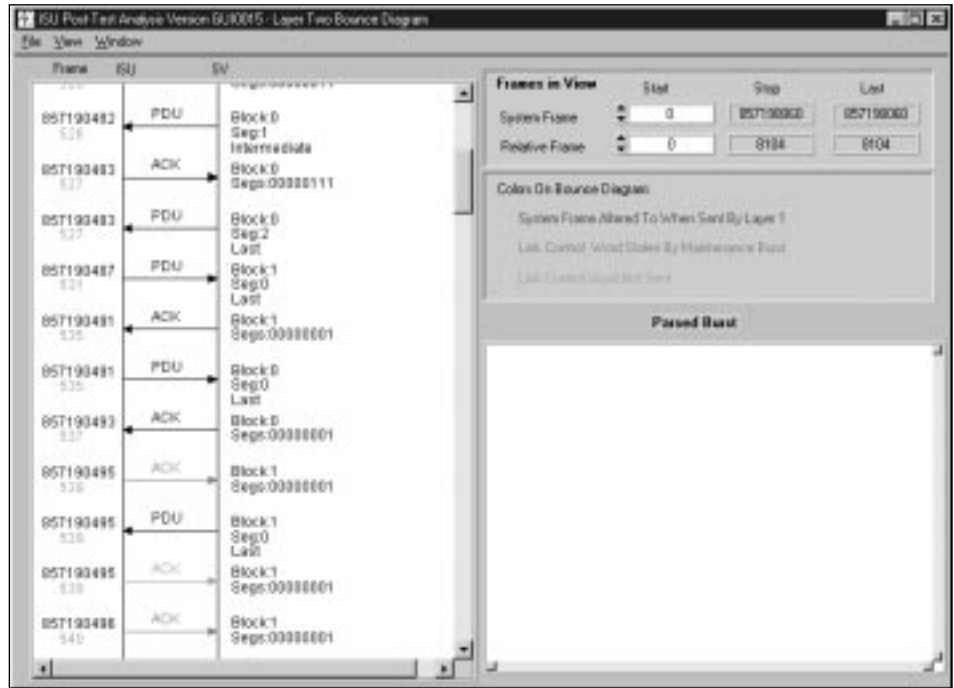 ISU Post-Test Analysis Version GUI0015 - Layer Two Bounce Diagram
File View Window
Frame ISU SV
857190482 PDU Block:0
526 Seg:1
Intermediate
857190483 ACK Block:0
527 Segs:00000111
857190483 PDU Block:0
527 Seg:2
Last
857190487 PDU Block:1
531 Seg:0
Last
857190491 ACK Block:1
535 Segs:00000001
857190491 PDU Block:0
535 Seg:0
Last
857190493 ACK Block:0
537 Segs:00000001
857190495 ACK Block:1
539 Segs:00000001
857190495 PDU Block:1
539 Seg:0
Last
857190495 ACK Block:1
539 Segs:00000001
857190496 ACK Block:1
540 Segs:00000001
Frames in View Start Stop Last
System Frame 0 857198060 857198060
Relative Frame 0 8104 8104
Colors On Bounce Diagram
System Frame Altered To When Sent By Layer 1
Link Control Word Stolen By Maintenance Burst
Link Control Word Not Sent
Parsed Burst